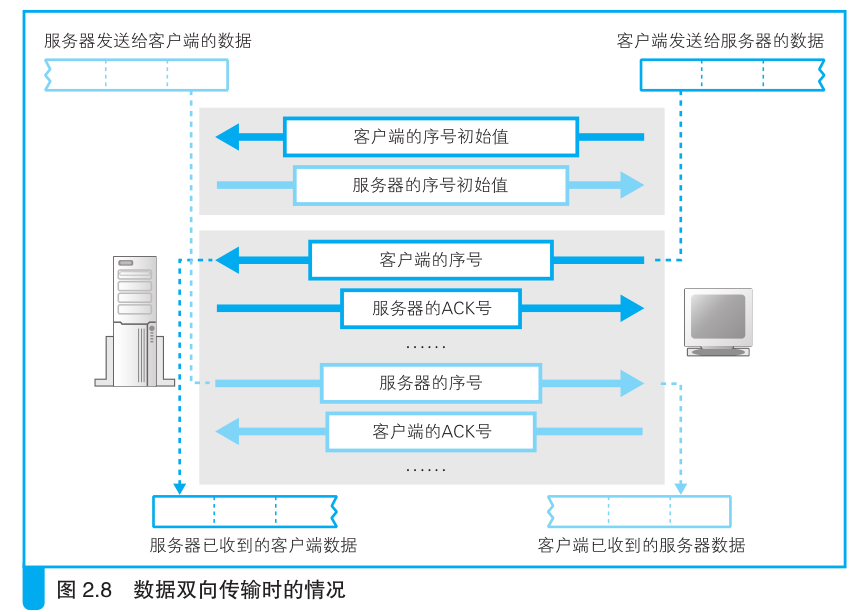 服务器发送给客户端的数据
客户端发送给服务器的数据
客户端的序号初始值
服务器的序号初始值
客户端的序号
服务器的ACK号
……
服务器的序号
客户端的ACK号
……
服务器已收到的客户端数据
客户端已收到的服务器数据
图 2.8 数据双向传输时的情况